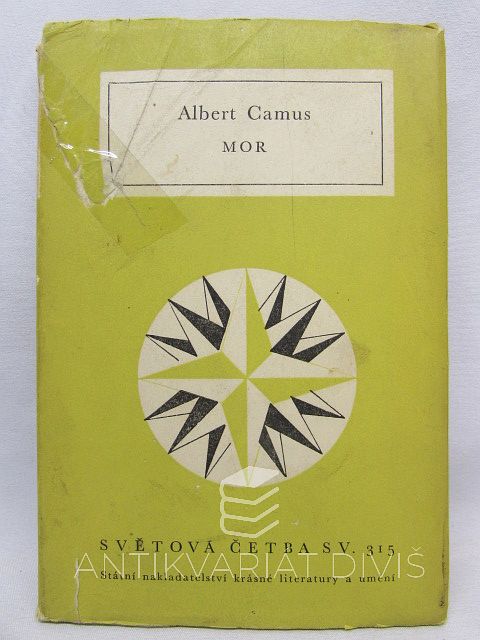 Albert Camus
MOR
SVĚTOVÁ ČETBA SV. 315
ANTIKVARIÁT DIVIŠ
Státní nakladatelství krásné literatury a umění